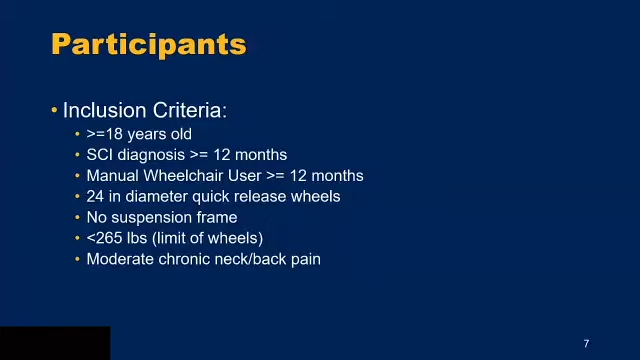 Participants
• Inclusion Criteria:
• >=18 years old
• SCI diagnosis >= 12 months
• Manual Wheelchair User >= 12 months
• 24 in diameter quick release wheels
• No suspension frame
• <265 lbs (limit of wheels)
• Moderate chronic neck/back pain
7